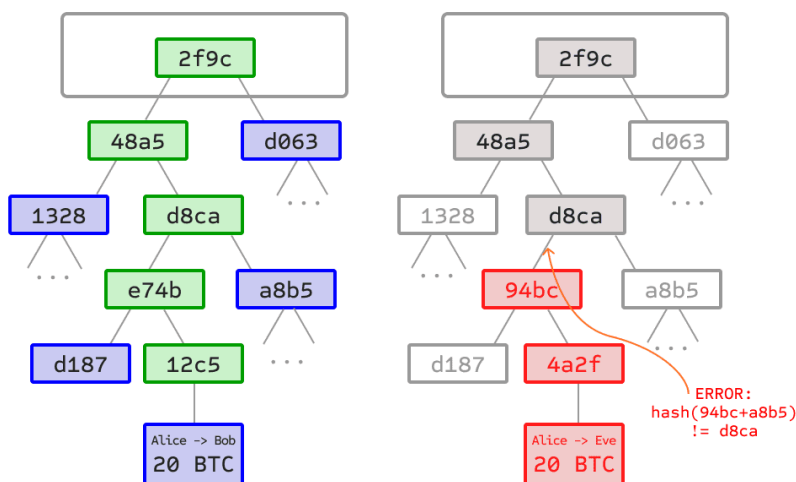 2f9c
48a5
d063
1328
d8ca
...
...
e74b
a8b5
d187
12c5
...
Alice -> Bob
20 BTC
2f9c
48a5
d063
1328
d8ca
...
...
94bc
a8b5
d187
4a2f
...
ERROR:
hash(94bc+a8b5)
!= d8ca
Alice -> Eve
20 BTC